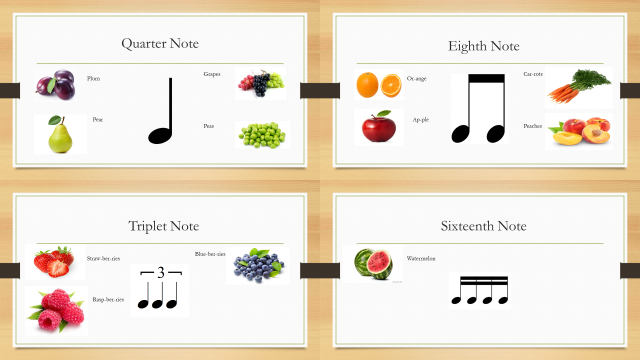 Quarter Note
Plum
Grapes
Pear
Peas
Eighth Note
Or-ange
Car-rots
Ap-ple
Peaches
Triplet Note
Straw-ber-ries
Blue-ber-ries
3
Rasp-ber-ries
Sixteenth Note
Watermelon